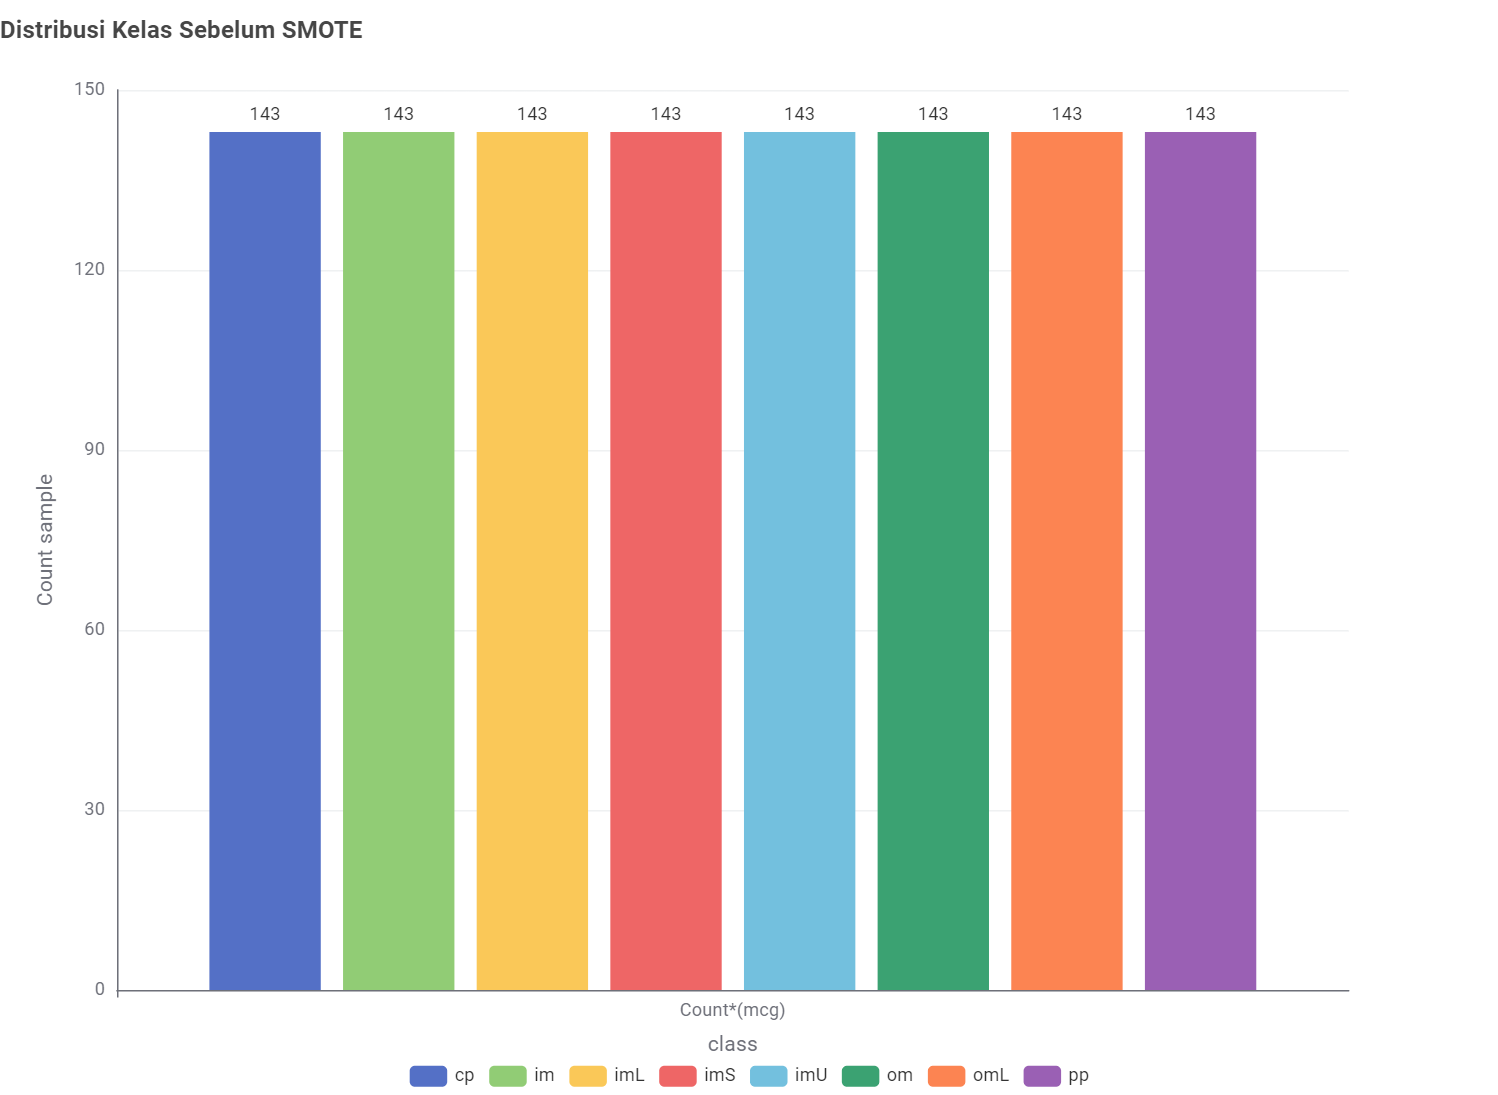 Distribusi Kelas Sebelum SMOTE
150
143 143 143 143 143 143 143 143
120
90
Count sample
60
30
0
Count*(mcg)
class
cp im imL imS imU om omL pp